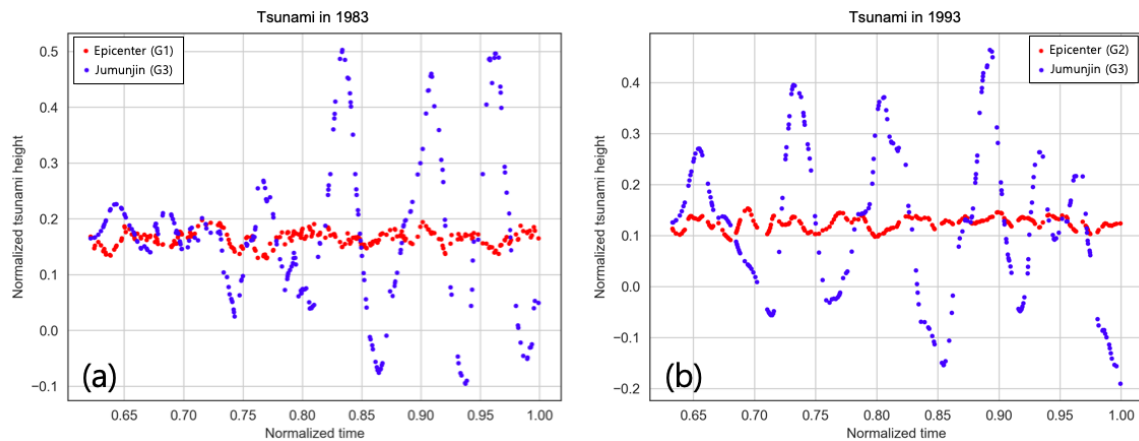 Tsunami in 1983
0.5
0.4
0.3
0.2
0.1
0.0
−0.1
Normalized tsunami height
Epicenter (G1)
Jumunjin (G3)
(a)
0.65 0.70 0.75 0.80 0.85 0.90 0.95 1.00
Normalized time
Tsunami in 1993
0.4
0.3
0.2
0.1
0.0
−0.1
−0.2
Normalized tsunami height
Epicenter (G2)
Jumunjin (G3)
(b)
0.65 0.70 0.75 0.80 0.85 0.90 0.95 1.00
Normalized time